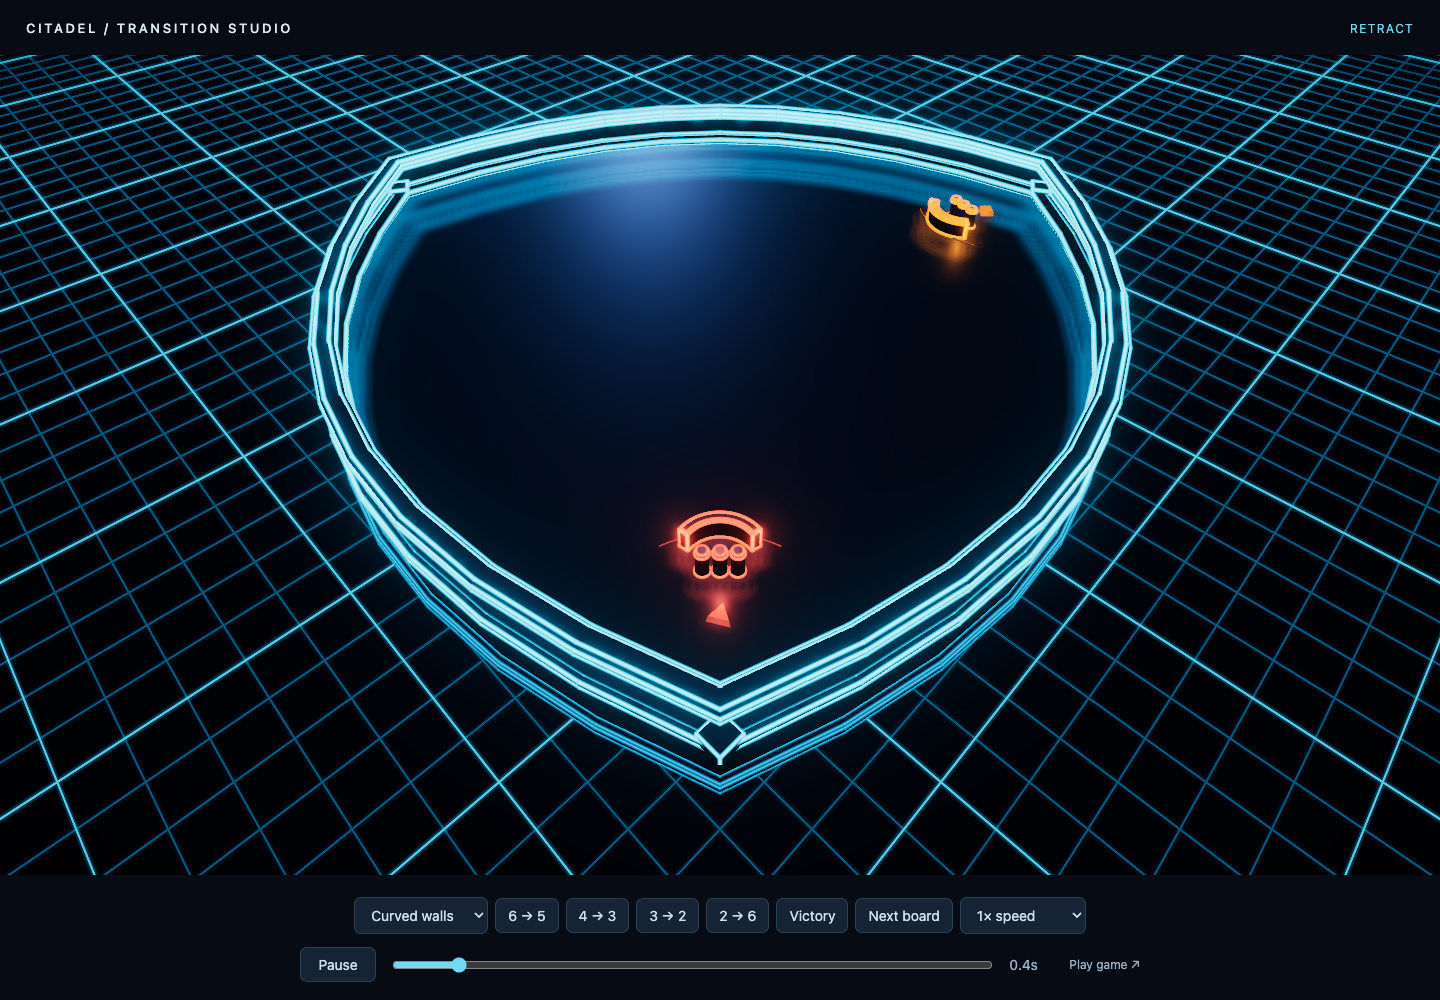 CITADEL / TRANSITION STUDIO
RETRACT
Curved walls
6 → 5
4 → 3
3 → 2
2 → 6
Victory
Next board
1× speed
Pause
0.4s
Play game ↗